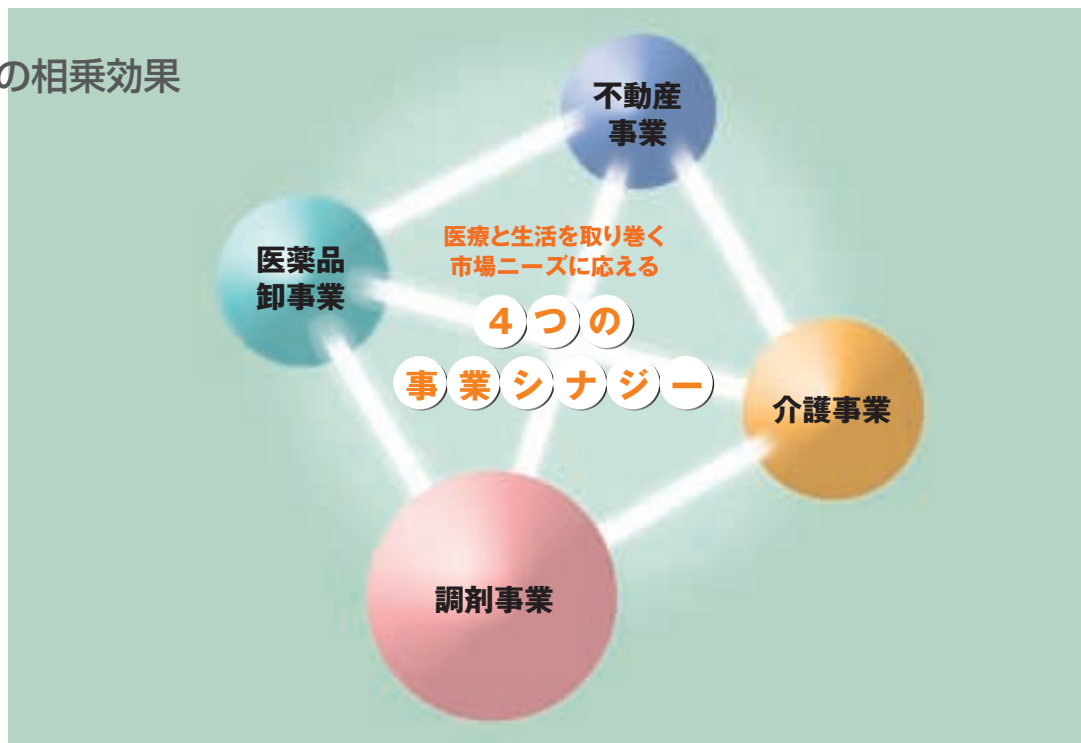 の相乗効果
不動産
事業
医薬品
卸事業
医療と生活を取り巻く
市場ニーズに応える
4つの
事業シナジー
介護事業
調剤事業